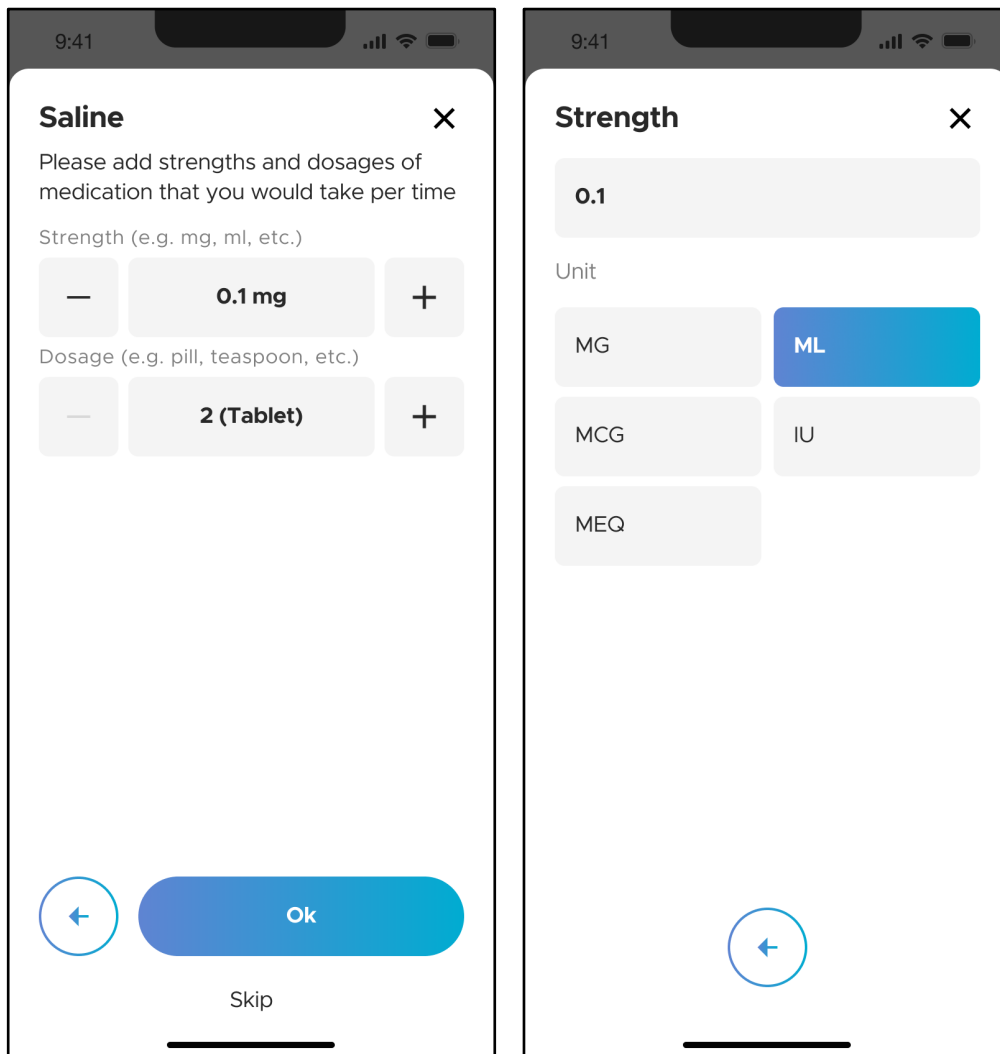 9:41
Saline
Please add strengths and dosages of
medication that you would take per time
Strength (e.g. mg, ml, etc.)
0.1 mg
Dosage (e.g. pill, teaspoon, etc.)
2 (Tablet)
Ok
Skip
9:41
Strength
0.1
Unit
MG
ML
MCG
IU
MEQ